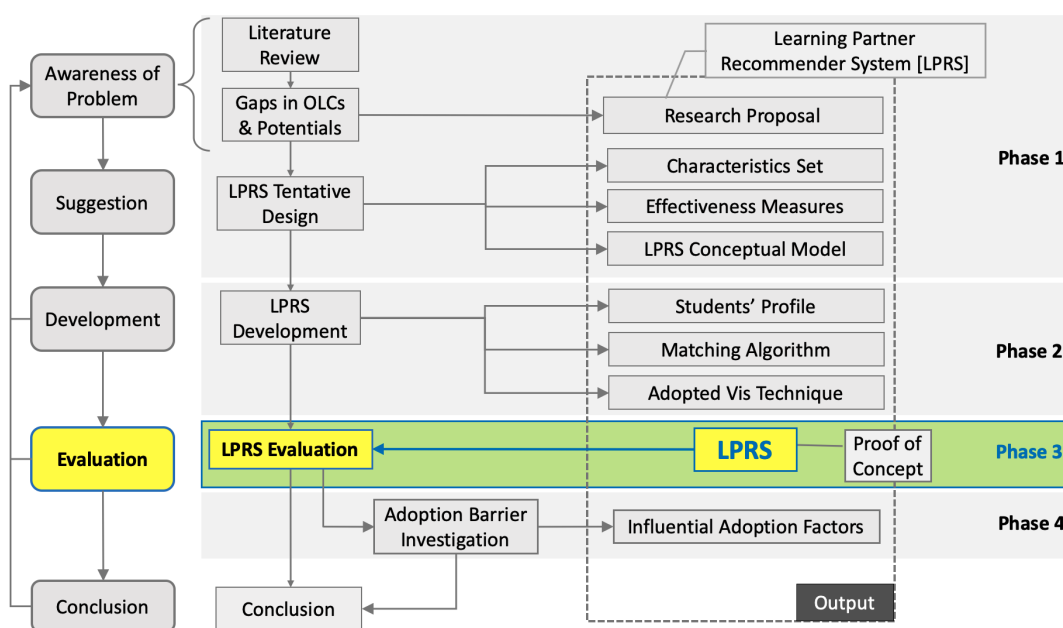 Literature
Review
Learning Partner
Recommender System [LPRS]
Awareness of
Problem
Gaps in OLCs
& Potentials
Research Proposal
Phase 1
Characteristics Set
Suggestion
LPRS Tentative
Design
Effectiveness Measures
LPRS Conceptual Model
Development
LPRS
Development
Students’ Profile
Matching Algorithm
Phase 2
Adopted Vis Technique
Evaluation
LPRS Evaluation
LPRS
Proof of
Concept
Phase 3
Adoption Barrier
Investigation
Influential Adoption Factors
Phase 4
Conclusion
Conclusion
Output